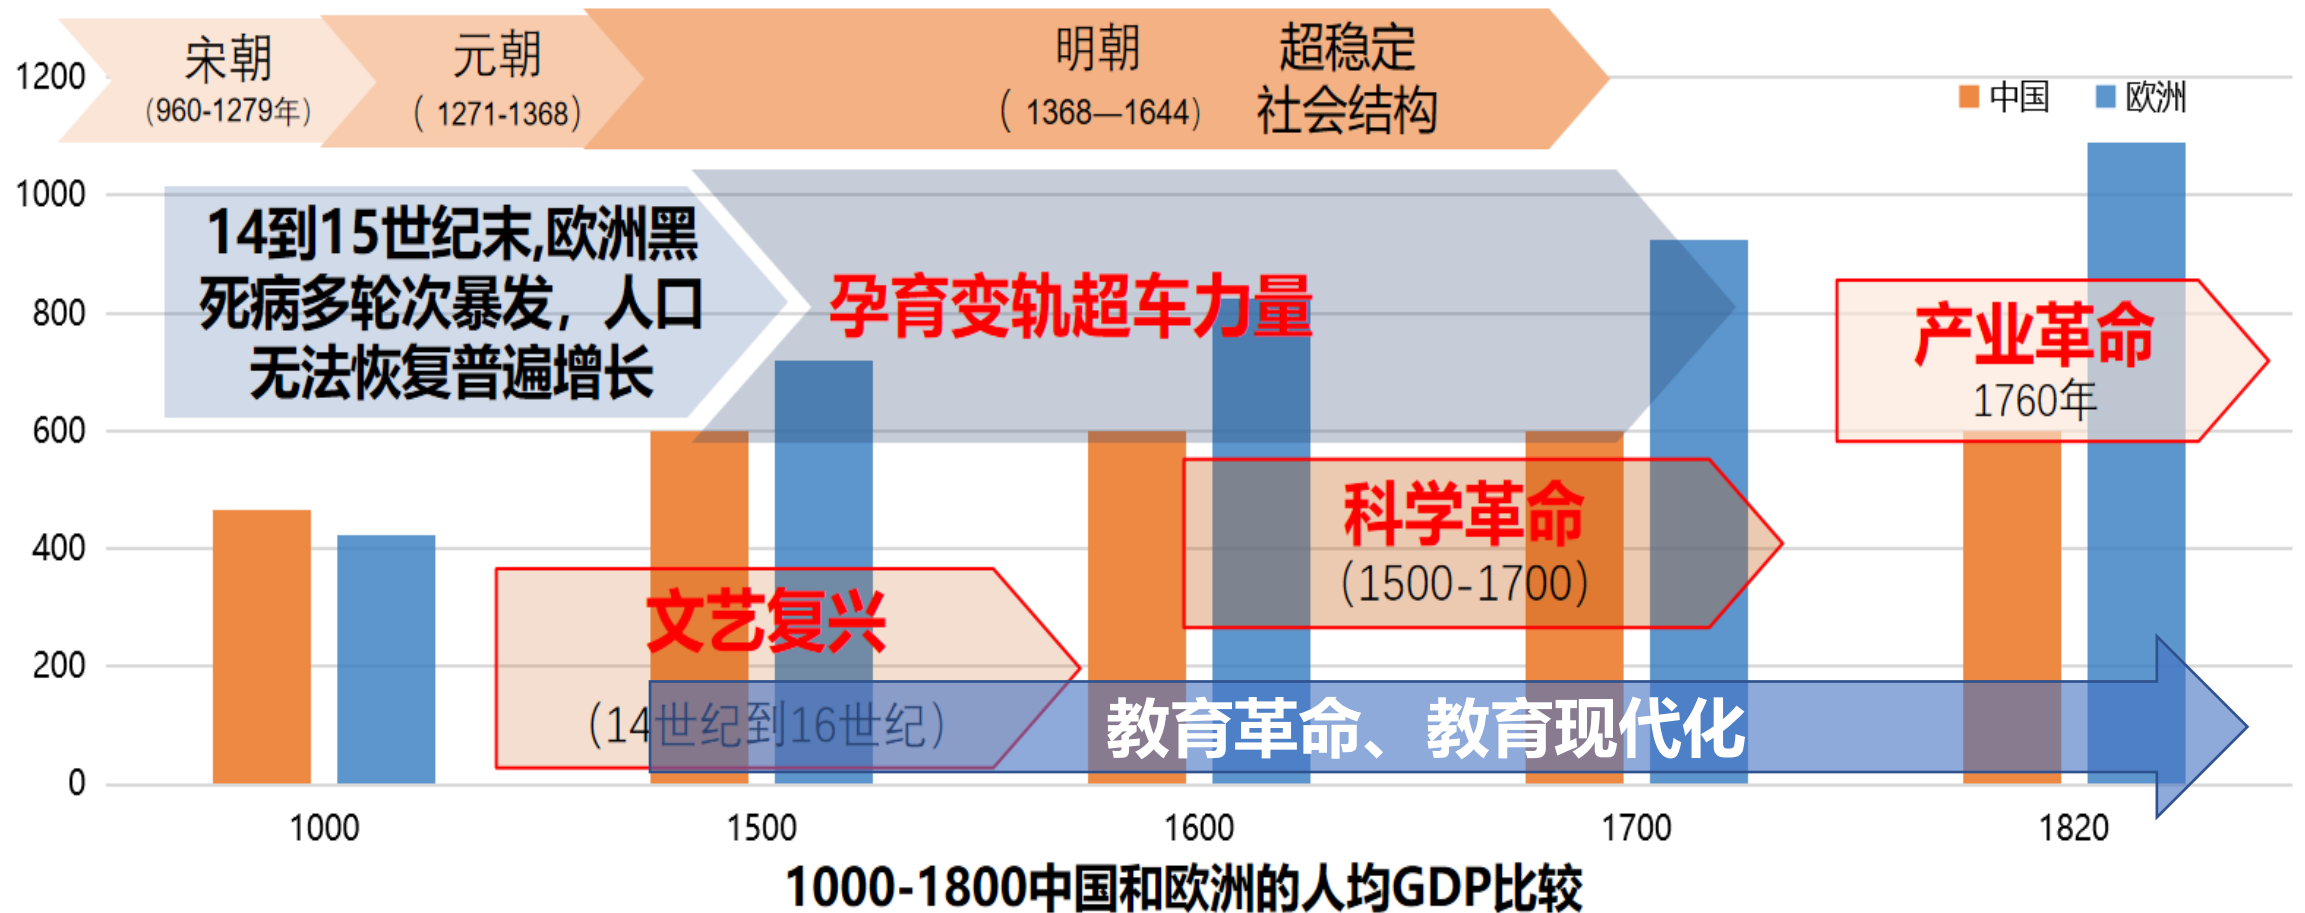 宋朝
(960-1279年)
元朝
( 1271-1368)
明朝
( 1368—1644)
超稳定
社会结构
中国
欧洲
1200
1000
800
600
400
200
0
14到15世纪末,欧洲黑
死病多轮次暴发，人口
无法恢复普遍增长
孕育变轨超车力量
产业革命
1760年
科学革命
(1500-1700)
文艺复兴
(14世纪到16世纪)
教育革命、教育现代化
1000
1500
1600
1700
1820
1000-1800中国和欧洲的人均GDP比较